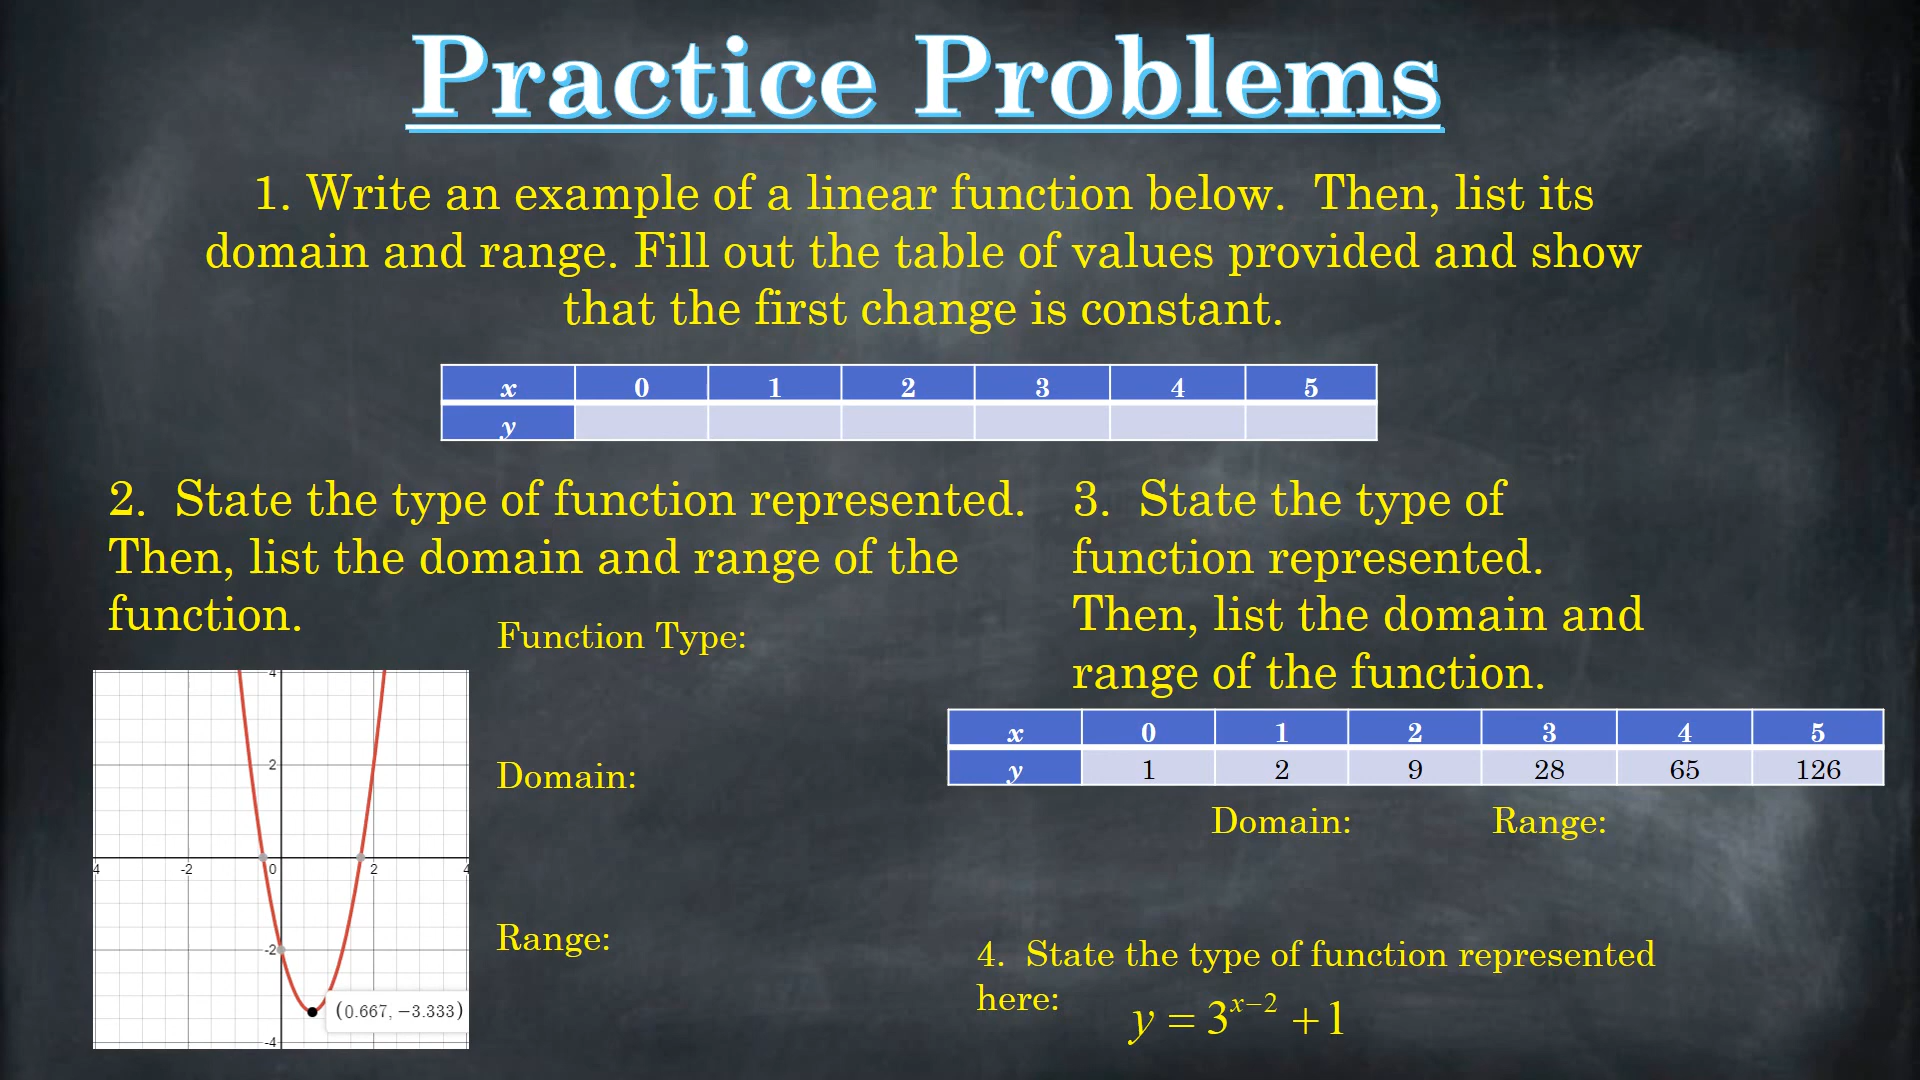 Practice Problems
1. Write an example of a linear function below.  Then, list its
domain and range. Fill out the table of values provided and show
that the first change is constant.
x 0 1 2 3 4 5
y
2.  State the type of function represented.
Then, list the domain and range of the
function.
Function Type:
4
2
4 -2 0 2 4
-2
(0.667, −3.333)
-4
Domain:
Range:
3.  State the type of
function represented.
Then, list the domain and
range of the function.
x 0 1 2 3 4 5
y 1 2 9 28 65 126
Domain: Range:
4.  State the type of function represented
here:
y = 3^{x−2} + 1